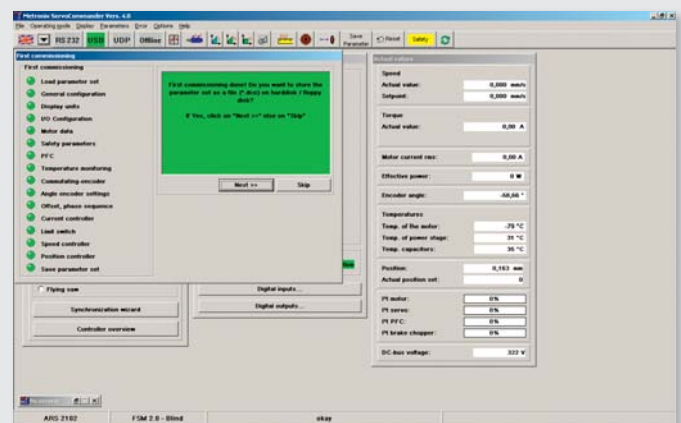 Metronix ServoCommander Vers. 4.0
File Operating mode Display Parameters Error Options Help
RS232 USB UDP Offline Save Parameter Reset Safety
First commissioning
First commissioning
Load parameter set
General configuration
Display units
I/O Configuration
Motor data
Safety parameters
PFC
Temperature monitoring
Commutating encoder
Angle encoder settings
Offset, phase sequence
Current controller
Limit switch
Speed controller
Position controller
Save parameter set
First commissioning done! Do you want to store the
parameter set as a file (*.dco) on harddisk / floppy
disk?
If Yes, click on "Next >>" else on "Skip"
Next >> Skip
Flying saw
Synchronization wizard
Controller overview
Digital inputs...
Digital outputs...
Actual values
Speed
Actual value: 0,000 mm/s
Setpoint: 0,000 mm/s
Torque
Actual value: 0,00 A
Motor current rms: 0,00 A
Effective power: 0 W
Encoder angle: -60,66 °
Temperatures
Temp. of the motor: -79 °C
Temp. of power stage: 31 °C
Temp. capacitors: 35 °C
Position: 0,163 mm
Actual position set: 0
I²t motor: 0%
I²t servo: 0%
I²t PFC: 0%
I²t brake chopper: 0%
DC-bus voltage: 322 V
ARS 2102 FSM 2.0 - Blind okay